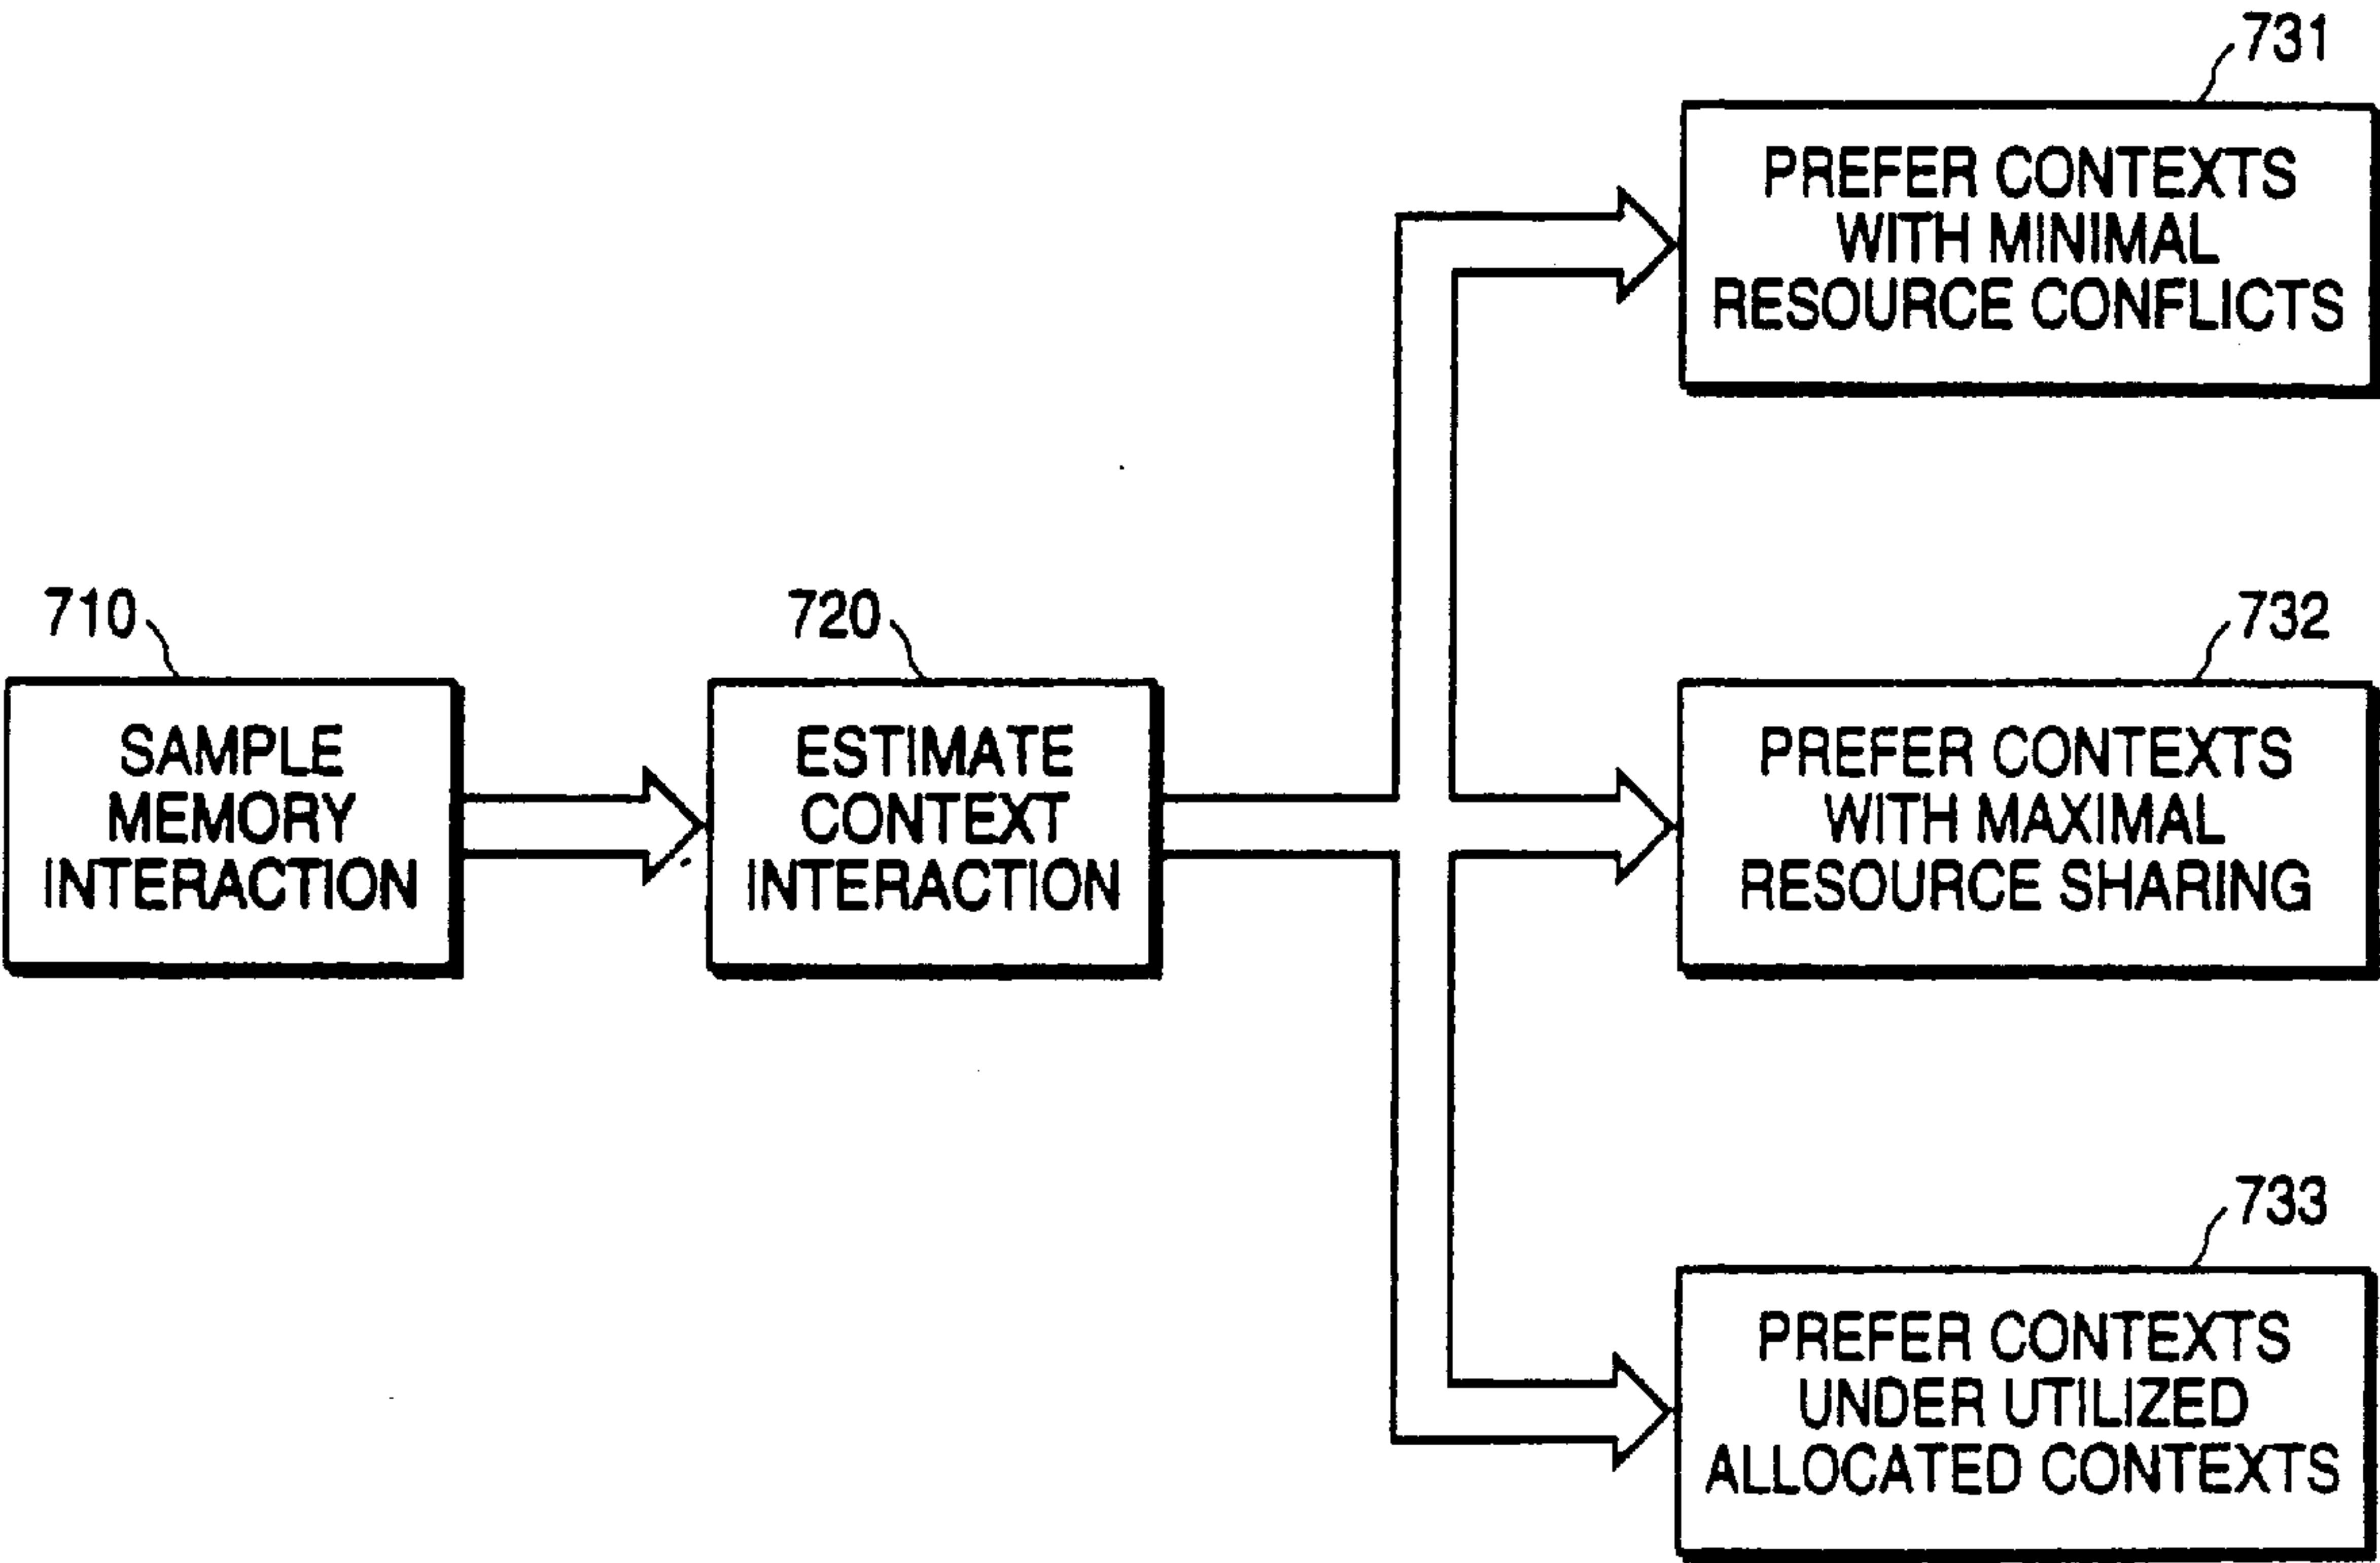 731
PREFER CONTEXTS
WITH MINIMAL
RESOURCE CONFLICTS
710
SAMPLE
MEMORY
INTERACTION
720
ESTIMATE
CONTEXT
INTERACTION
732
PREFER CONTEXTS
WITH MAXIMAL
RESOURCE SHARING
733
PREFER CONTEXTS
UNDER UTILIZED
ALLOCATED CONTEXTS